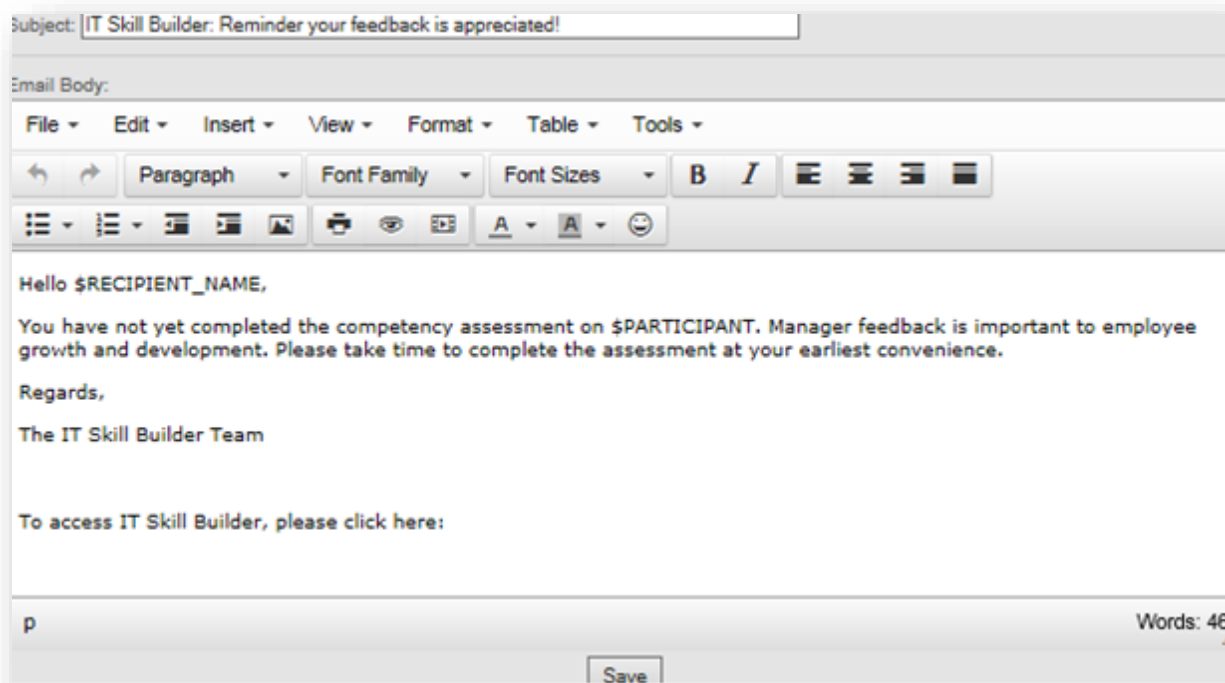 Subject: IT Skill Builder: Reminder your feedback is appreciated!
Email Body:
File Edit Insert View Format Table Tools
Paragraph Font Family Font Sizes B I
A A
Hello $RECIPIENT_NAME,
You have not yet completed the competency assessment on $PARTICIPANT. Manager feedback is important to employee
growth and development. Please take time to complete the assessment at your earliest convenience.
Regards,
The IT Skill Builder Team
To access IT Skill Builder, please click here:
p Words: 46
Save